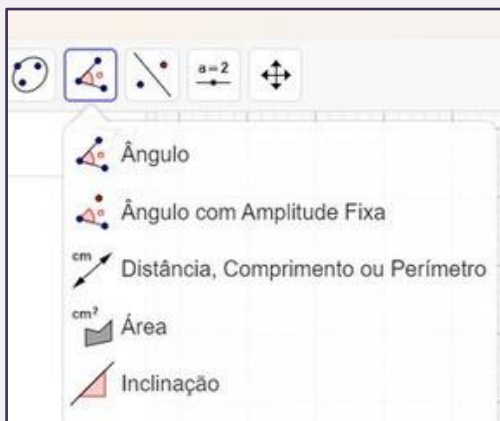 a=2
Ângulo
Ângulo com Amplitude Fixa
cm
Distância, Comprimento ou Perímetro
cm²
Área
Inclinação